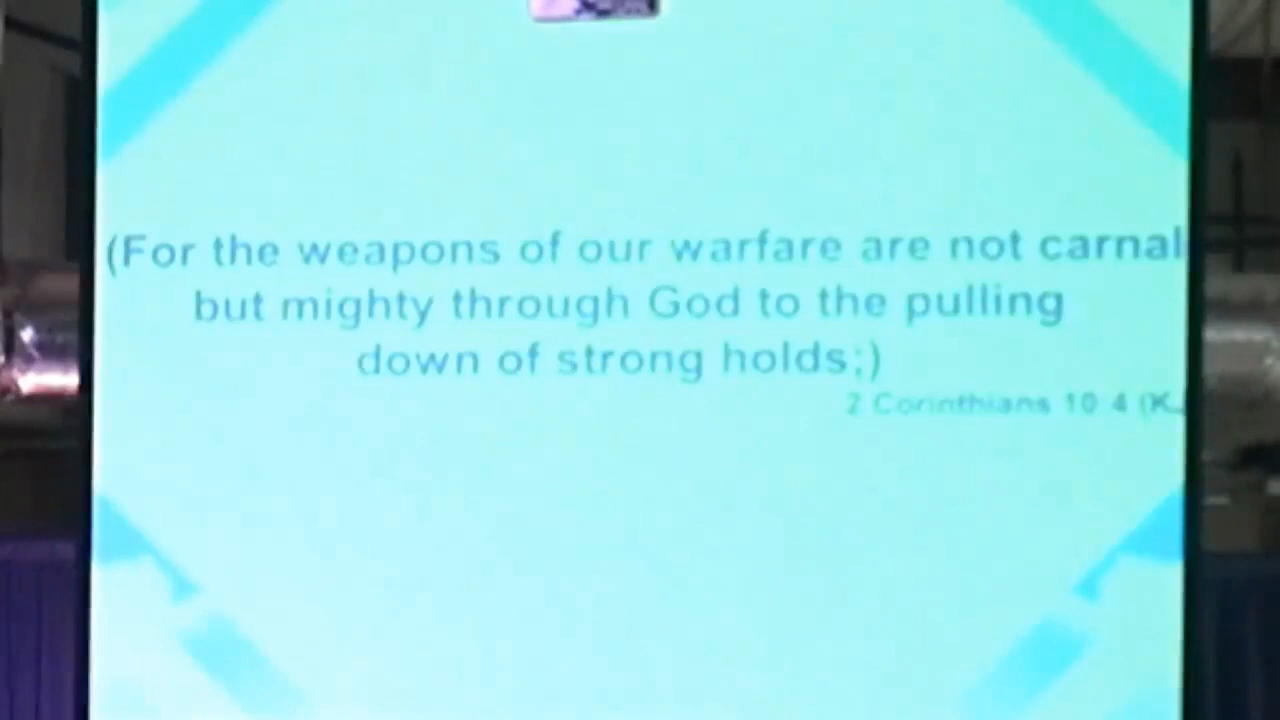 (For the weapons of our warfare are not carnal
but mighty through God to the pulling
down of strong holds;)
2 Corinthians 10 4 (K